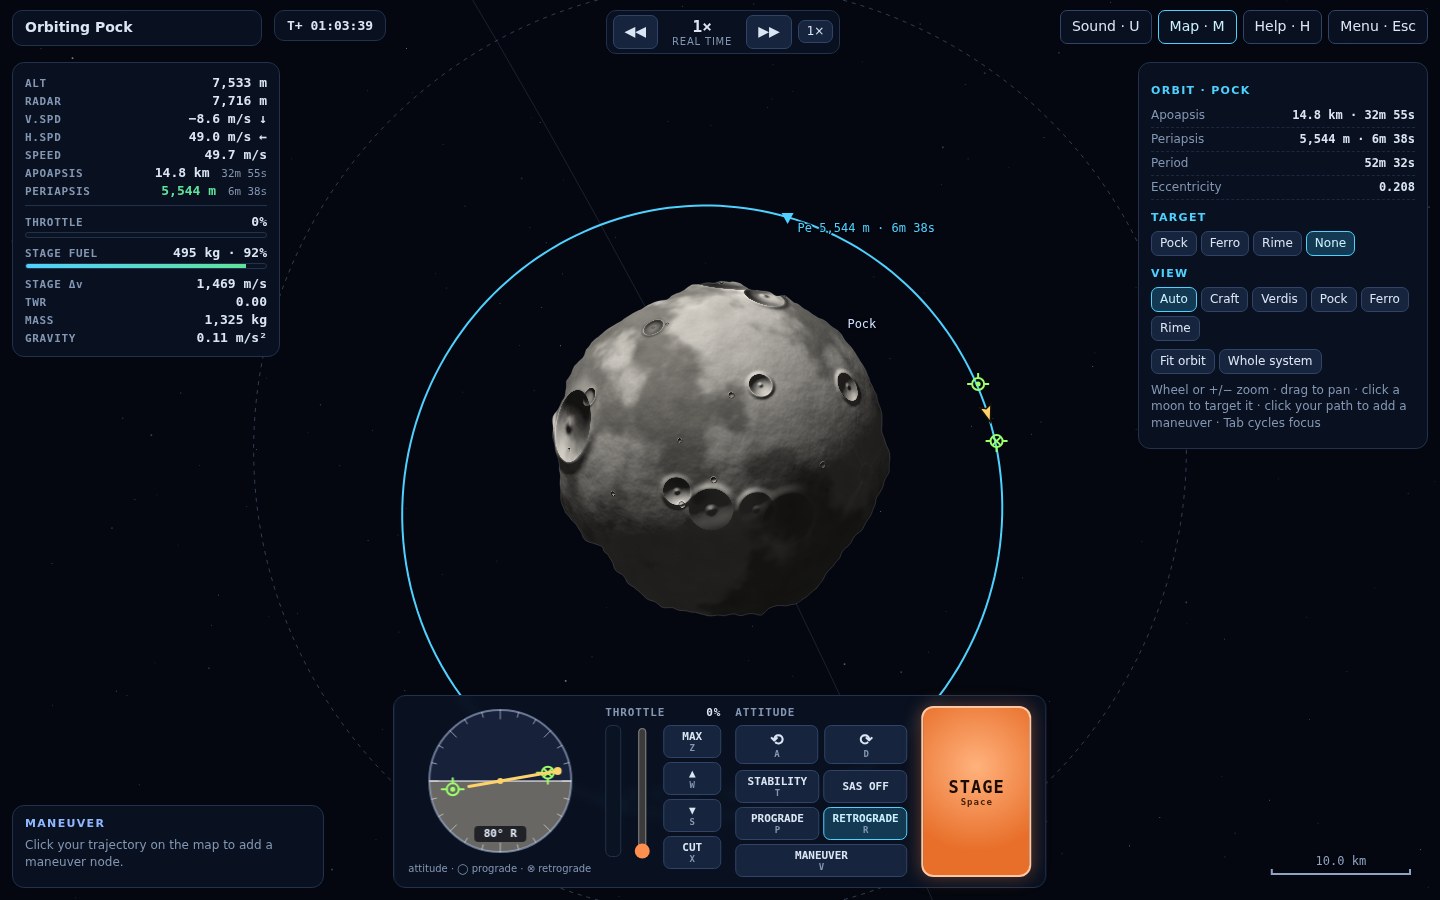 Orbiting Pock
T+ 01:03:39
◀◀ 1× ▶▶ 1×
REAL TIME
Sound · U Map · M Help · H Menu · Esc
ALT 7,533 m
RADAR 7,716 m
V.SPD −8.6 m/s ↓
H.SPD 49.0 m/s ←
SPEED 49.7 m/s
APOAPSIS 14.8 km 32m 55s
PERIAPSIS 5,544 m 6m 38s
THROTTLE 0%
STAGE FUEL 495 kg · 92%
STAGE Δv 1,469 m/s
TWR 0.00
MASS 1,325 kg
GRAVITY 0.11 m/s²
Pe 5,544 m · 6m 38s
Pock
ORBIT · POCK
Apoapsis 14.8 km · 32m 55s
Periapsis 5,544 m · 6m 38s
Period 52m 32s
Eccentricity 0.208
TARGET
Pock Ferro Rime None
VIEW
Auto Craft Verdis Pock Ferro
Rime
Fit orbit Whole system
Wheel or +/− zoom · drag to pan · click a
moon to target it · click your path to add a
maneuver · Tab cycles focus
MANEUVER
Click your trajectory on the map to add a
maneuver node.
80° R
attitude · ◯ prograde · ⊗ retrograde
THROTTLE 0%
MAX
Z
▲
W
▼
S
CUT
X
ATTITUDE
⟲
A
⟳
D
STABILITY
T
SAS OFF
PROGRADE
P
RETROGRADE
R
MANEUVER
V
STAGE
Space
10.0 km